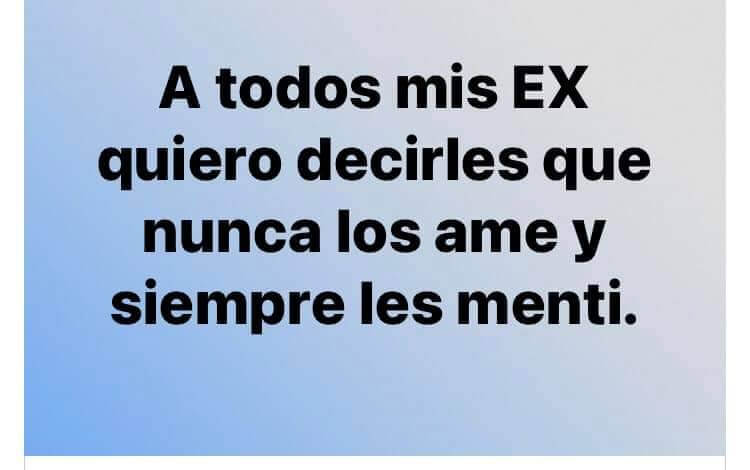 A todos mis EX
quiero decirles que
nunca los ame y
siempre les menti.